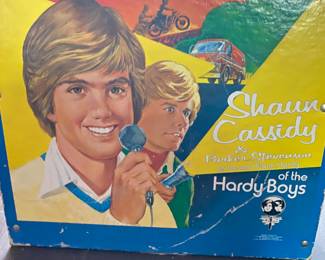 Shaun
Cassidy
& Parker Stevenson
of the
Hardy Boys